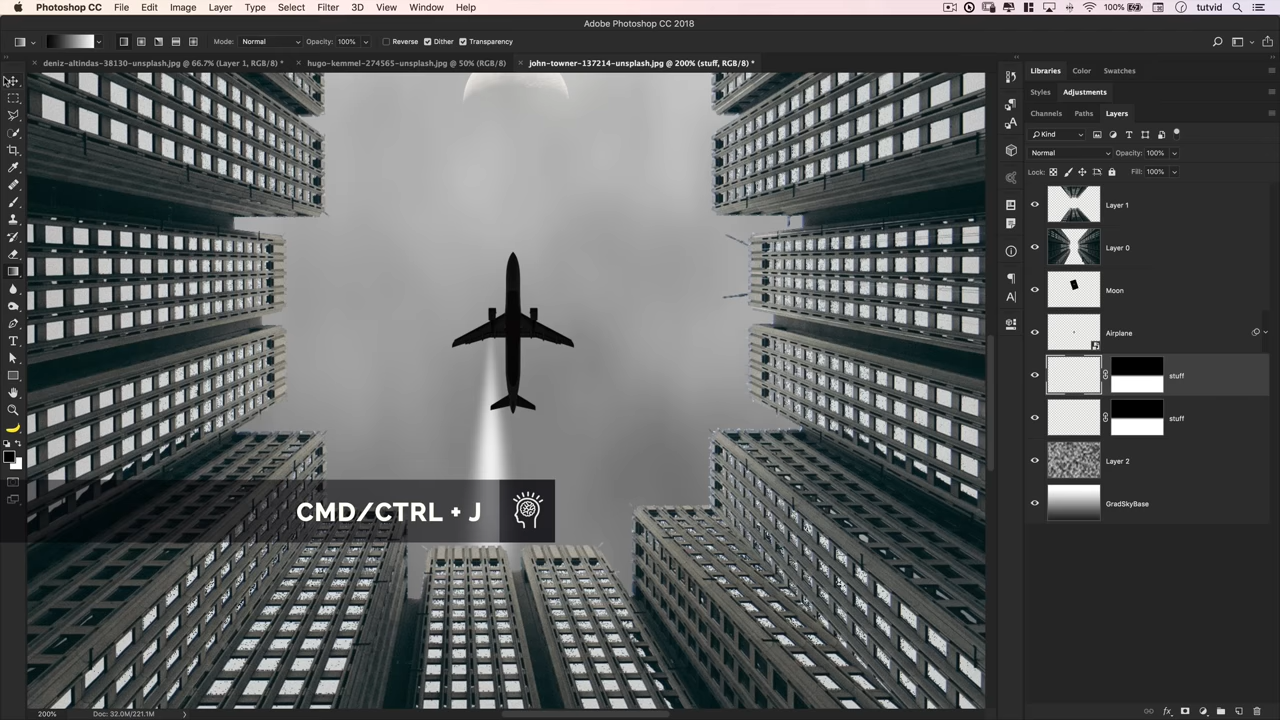 Photoshop CC File Edit Image Layer Type Select Filter 3D View Window Help 100% tutvid
Adobe Photoshop CC 2018
Mode: Normal Opacity: 100% Reverse Dither Transparency
deniz-altindas-38130-unsplash.jpg @ 66.7% (Layer 1, RGB/8) *
hugo-kemmel-274565-unsplash.jpg @ 50% (RGB/8)
john-towner-137214-unsplash.jpg @ 200% (stuff, RGB/8) *
Libraries Color Swatches
Styles Adjustments
Channels Paths Layers
Kind
Normal Opacity: 100%
Lock: Fill: 100%
Layer 1
Layer 0
Moon
Airplane
stuff
stuff
Layer 2
GradSkyBase
CMD/CTRL + J
200% Doc: 32.0M/221.1M